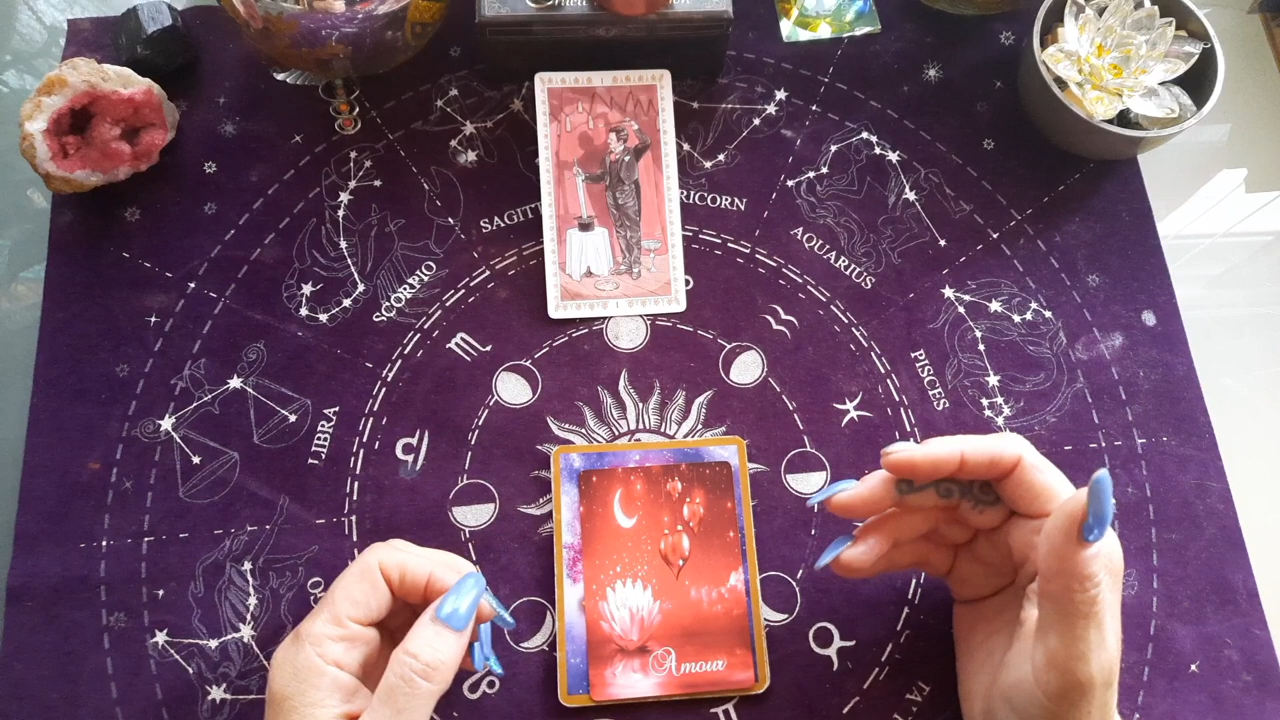 I
SAGITT
RICORN
AQUARIUS
SCORPIO
PISCES
LIBRA
Amour
I